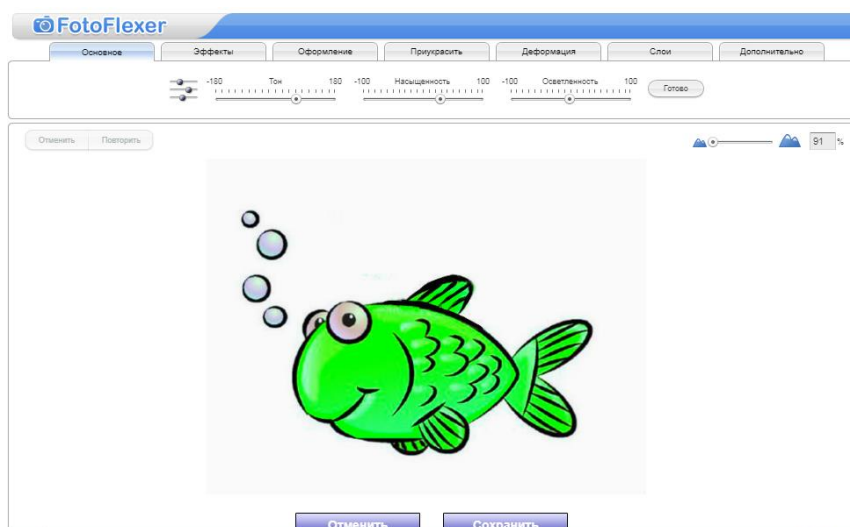 FotoFlexer
Основное Эффекты Оформление Приукрасить Деформация Слои Дополнительно
-180 Тон 180 -100 Насыщенность 100 -100 Осветленность 100 Готово
Отменить Повторить 91 %
Отменить Сохранить